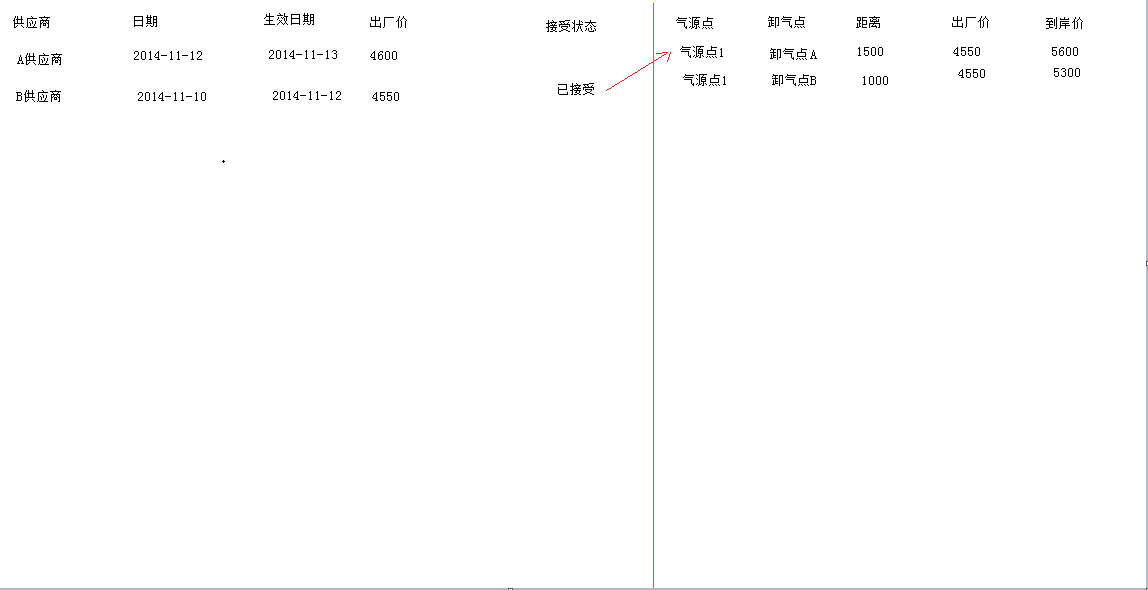 供应商 日期 生效日期 出厂价 接受状态 气源点 卸气点 距离 出厂价 到岸价
A供应商 2014-11-12 2014-11-13 4600 气源点1 卸气点A 1500 4550 5600
B供应商 2014-11-10 2014-11-12 4550 已接受 气源点1 卸气点B 1000 4550 5300